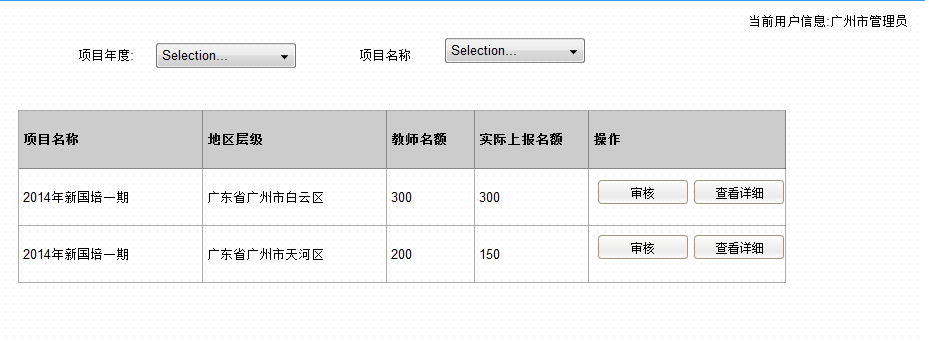 当前用户信息:广州市管理员
项目年度: Selection... 项目名称 Selection...
项目名称 地区层级 教师名额 实际上报名额 操作
2014年新国培一期 广东省广州市白云区 300 300 审核 查看详细
2014年新国培一期 广东省广州市天河区 200 150 审核 查看详细